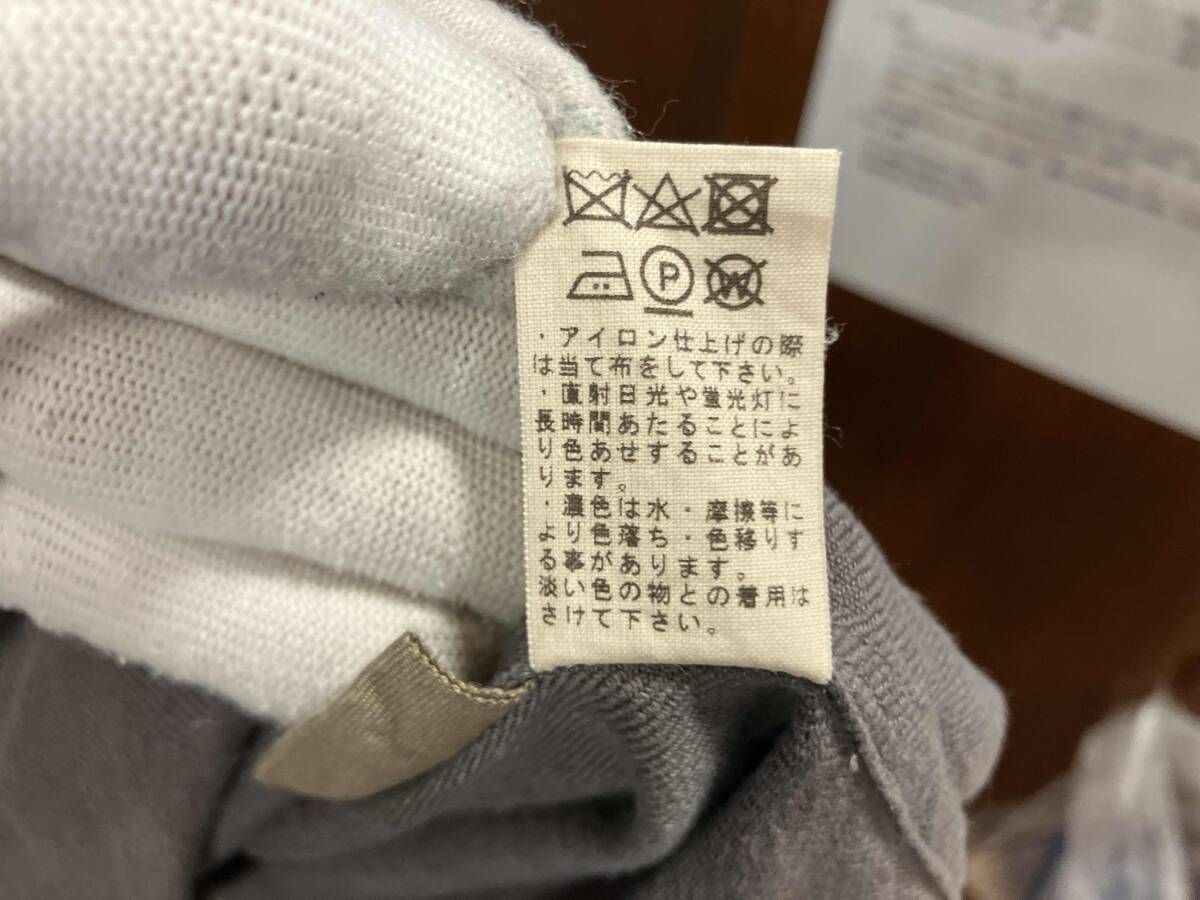 P W
・アイロン仕上げの際
は当て布をして下さい。
・直射日光や蛍光灯に
長時間あたることによ
り色あせすることがあ
ります。
・濃色は水・摩擦等に
より色落ち・色移りす
る事があります。
淡い色の物との着用は
さけて下さい。